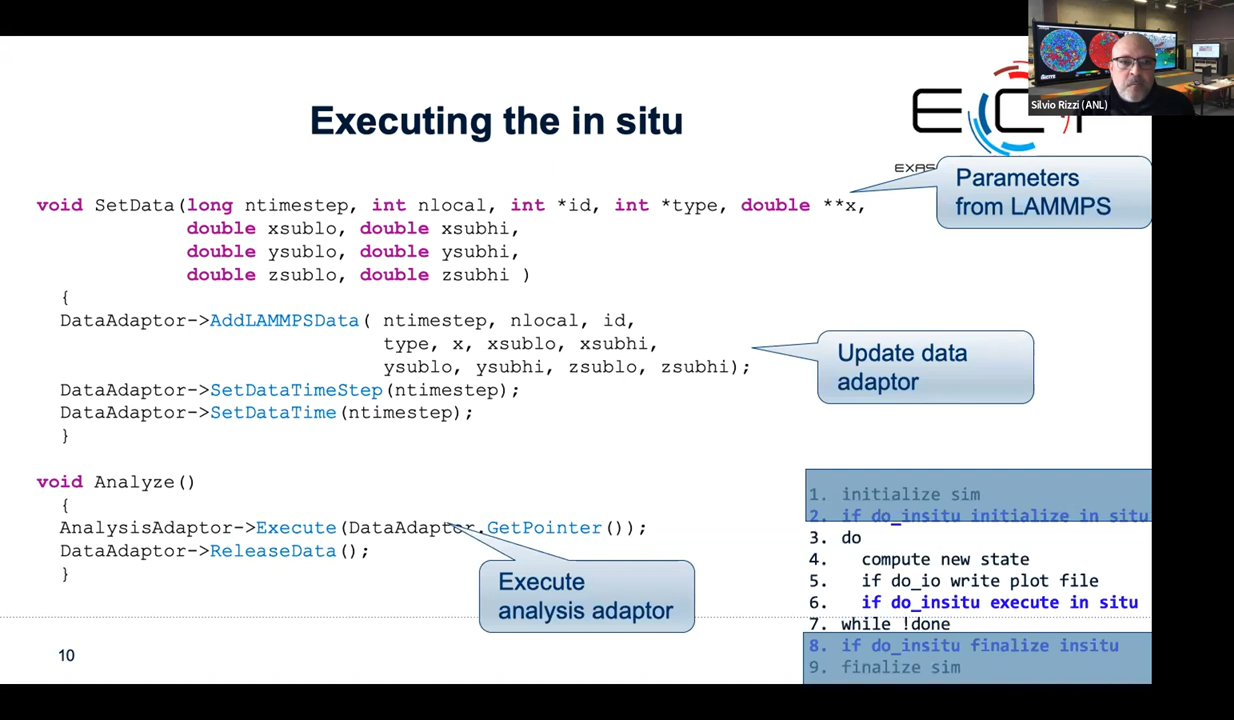 Silvio Rizzi (ANL)
Executing the in situ
EXAS
Parameters
from LAMMPS
void SetData(long ntimestep, int nlocal, int *id, int *type, double **x,
double xsublo, double xsubhi,
double ysublo, double ysubhi,
double zsublo, double zsubhi )
{
DataAdaptor->AddLAMMPSData( ntimestep, nlocal, id,
type, x, xsublo, xsubhi,
ysublo, ysubhi, zsublo, zsubhi);
DataAdaptor->SetDataTimeStep(ntimestep);
DataAdaptor->SetDataTime(ntimestep);
}
Update data
adaptor
void Analyze()
{
AnalysisAdaptor->Execute(DataAdaptor.GetPointer());
DataAdaptor->ReleaseData();
}
Execute
analysis adaptor
1. initialize sim
2. if do_insitu initialize in situ
3. do
4. compute new state
5. if do_io write plot file
6. if do_insitu execute in situ
7. while !done
8. if do_insitu finalize insitu
9. finalize sim
10